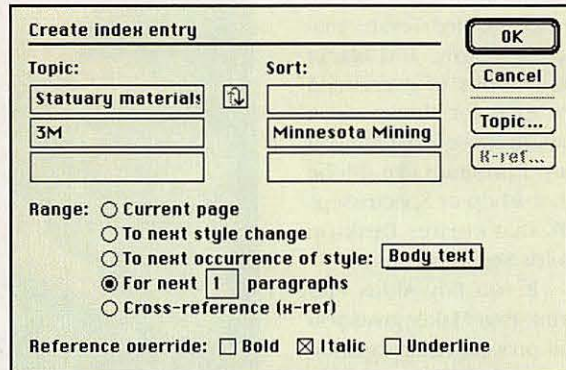 Create index entry
OK
Cancel
Topic...
X-ref...
Topic:
Sort:
Statuary materials
3M
Minnesota Mining
Range:
Current page
To next style change
To next occurrence of style: Body text
For next 1 paragraphs
Cross-reference (x-ref)
Reference override: Bold Italic Underline